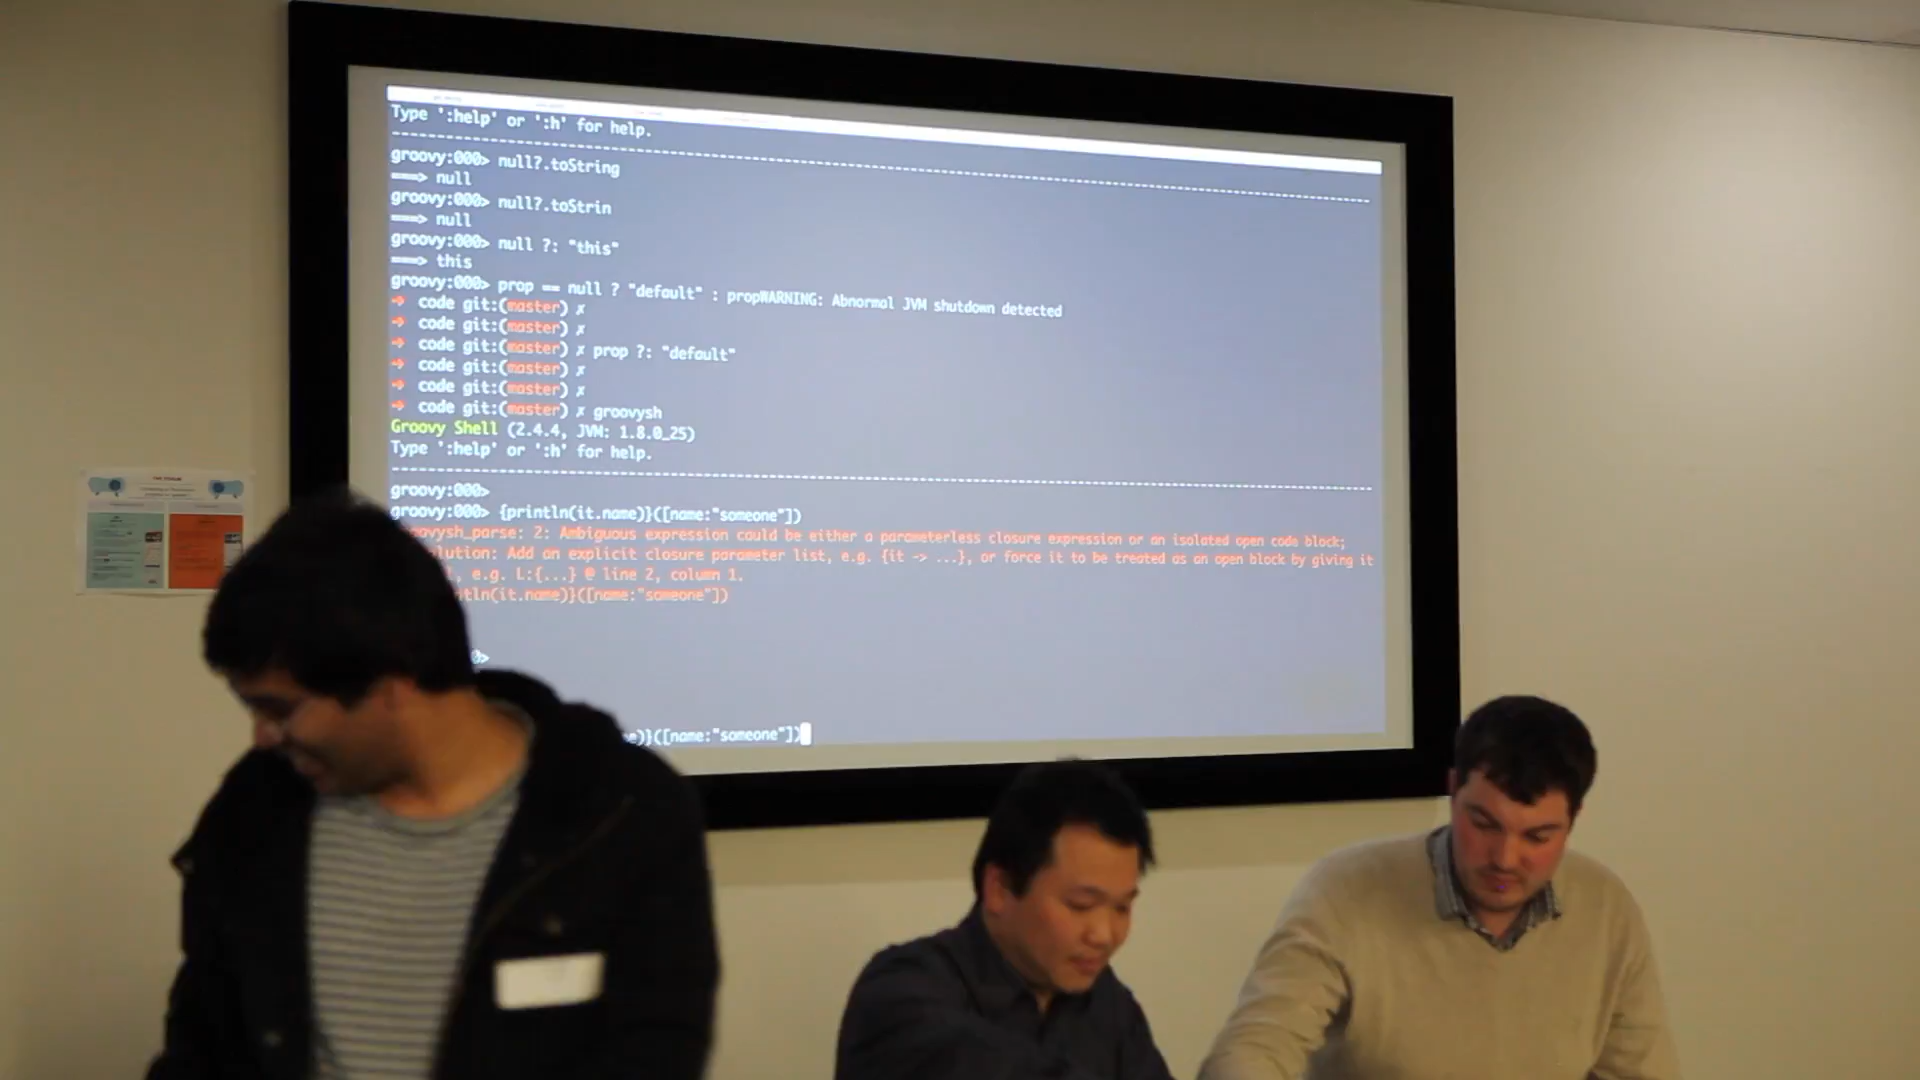 Type ':help' or ':h' for help.
groovy:000> null?.toString
===> null
groovy:000> null?.toStrin
===> null
groovy:000> null ?: "this"
===> this
groovy:000> prop == null ? "default" : propWARNING: Abnormal JVM shutdown detected
→ code git:(master) ✗
→ code git:(master) ✗
→ code git:(master) ✗ prop ?: "default"
→ code git:(master) ✗
→ code git:(master) ✗
→ code git:(master) ✗ groovysh
Groovy Shell (2.4.4, JVM: 1.8.0_25)
Type ':help' or ':h' for help.
groovy:000>
groovy:000> {println(it.name)}([name:"someone"])
oovysh_parse: 2: Ambiguous expression could be either a parameterless closure expression or an isolated open code block;
olution: Add an explicit closure parameter list, e.g. {it -> ...}, or force it to be treated as an open block by giving it
l, e.g. L:{...} @ line 2, column 1.
ntln(it.name)}([name:"someone"])
0>
e)}([name:"someone"])